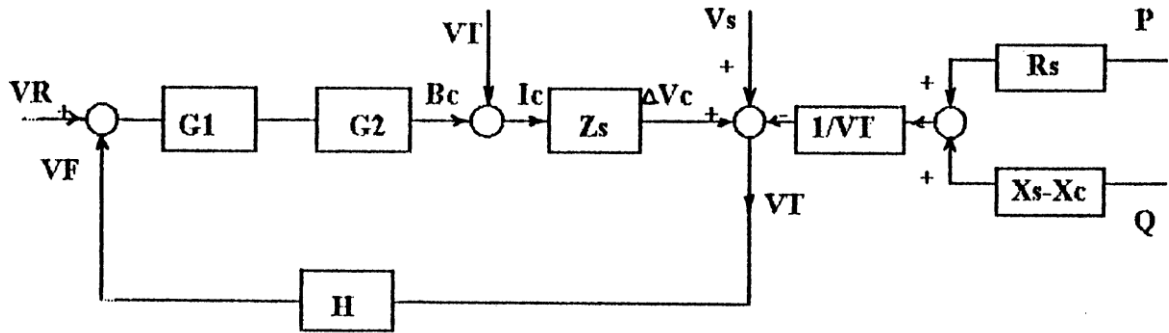 VT
Vs
P
Rs
VR
+
G1
G2
Bc
Ic
Zs
ΔVc
+
+
-
1/VT
+
+
VF
VT
Xs-Xc
Q
H